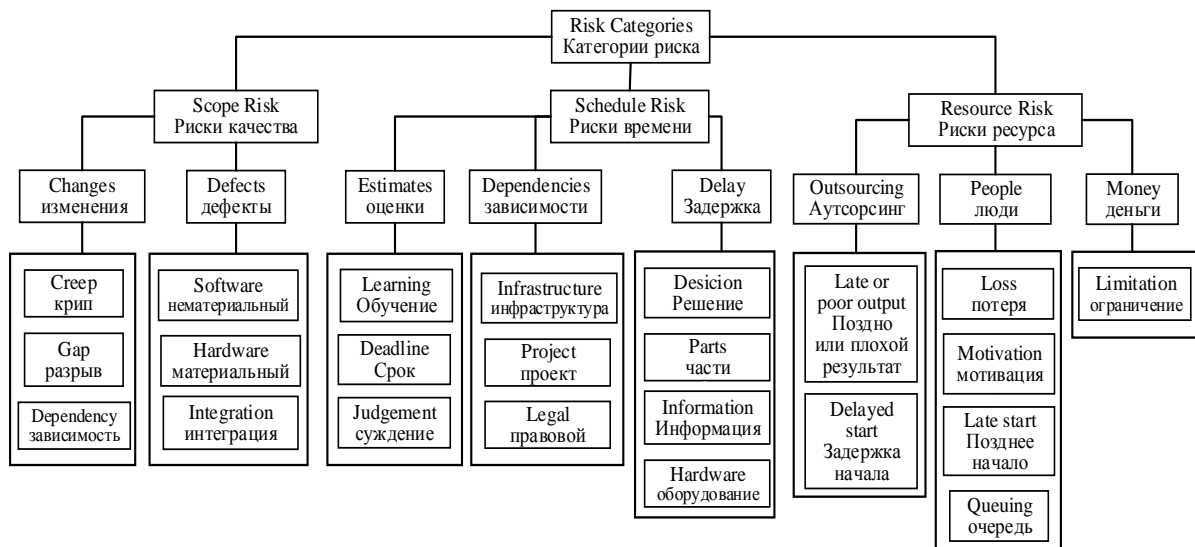 Risk Categories
Категории риска
Scope Risk
Риски качества
Schedule Risk
Риски времени
Resource Risk
Риски ресурса
Changes
изменения
Defects
дефекты
Estimates
оценки
Dependencies
зависимости
Delay
Задержка
Outsourcing
Аутсорсинг
People
люди
Money
деньги
Creep
крип
Gap
разрыв
Dependency
зависимость
Software
нематериальный
Hardware
материальный
Integration
интеграция
Learning
Обучение
Deadline
Срок
Judgement
суждение
Infrastructure
инфраструктура
Project
проект
Legal
правовой
Desicion
Решение
Parts
части
Information
Информация
Hardware
оборудование
Late or
poor output
Поздно
или плохой
результат
Delayed
start
Задержка
начала
Loss
потеря
Motivation
мотивация
Late start
Позднее
начало
Queuing
очередь
Limitation
ограничение